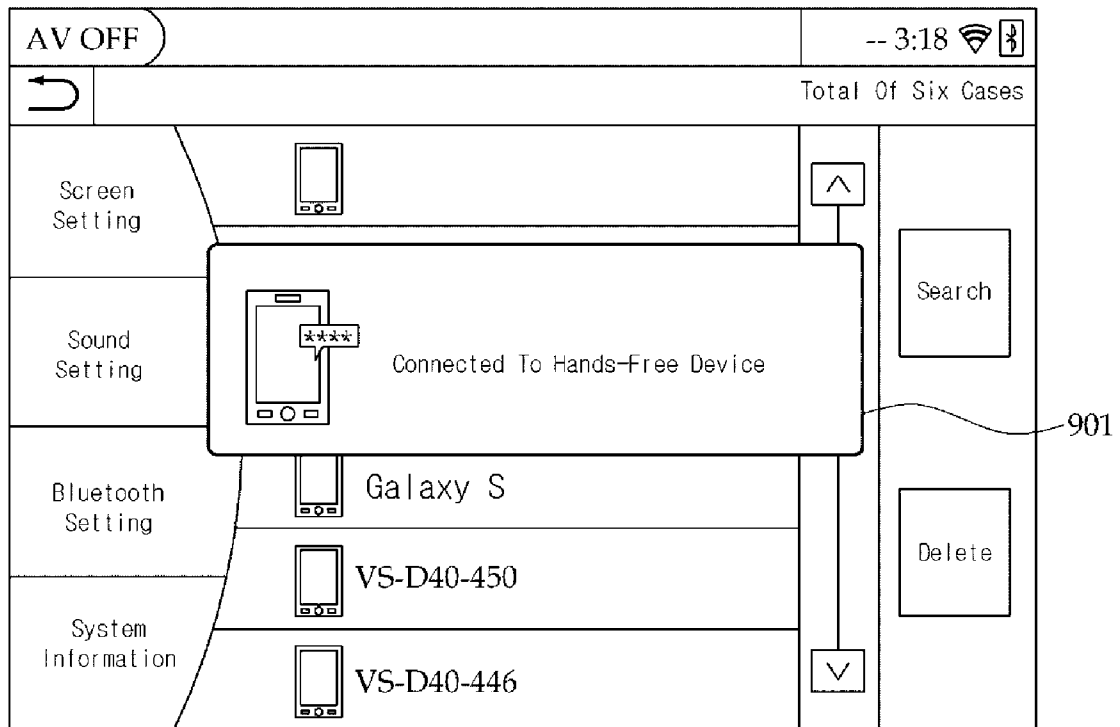 AV OFF
-- 3:18
Total Of Six Cases
Screen
Setting
Sound
Setting
Bluetooth
Setting
System
Information
****
Connected To Hands-Free Device
Galaxy S
VS-D40-450
VS-D40-446
Search
Delete
901